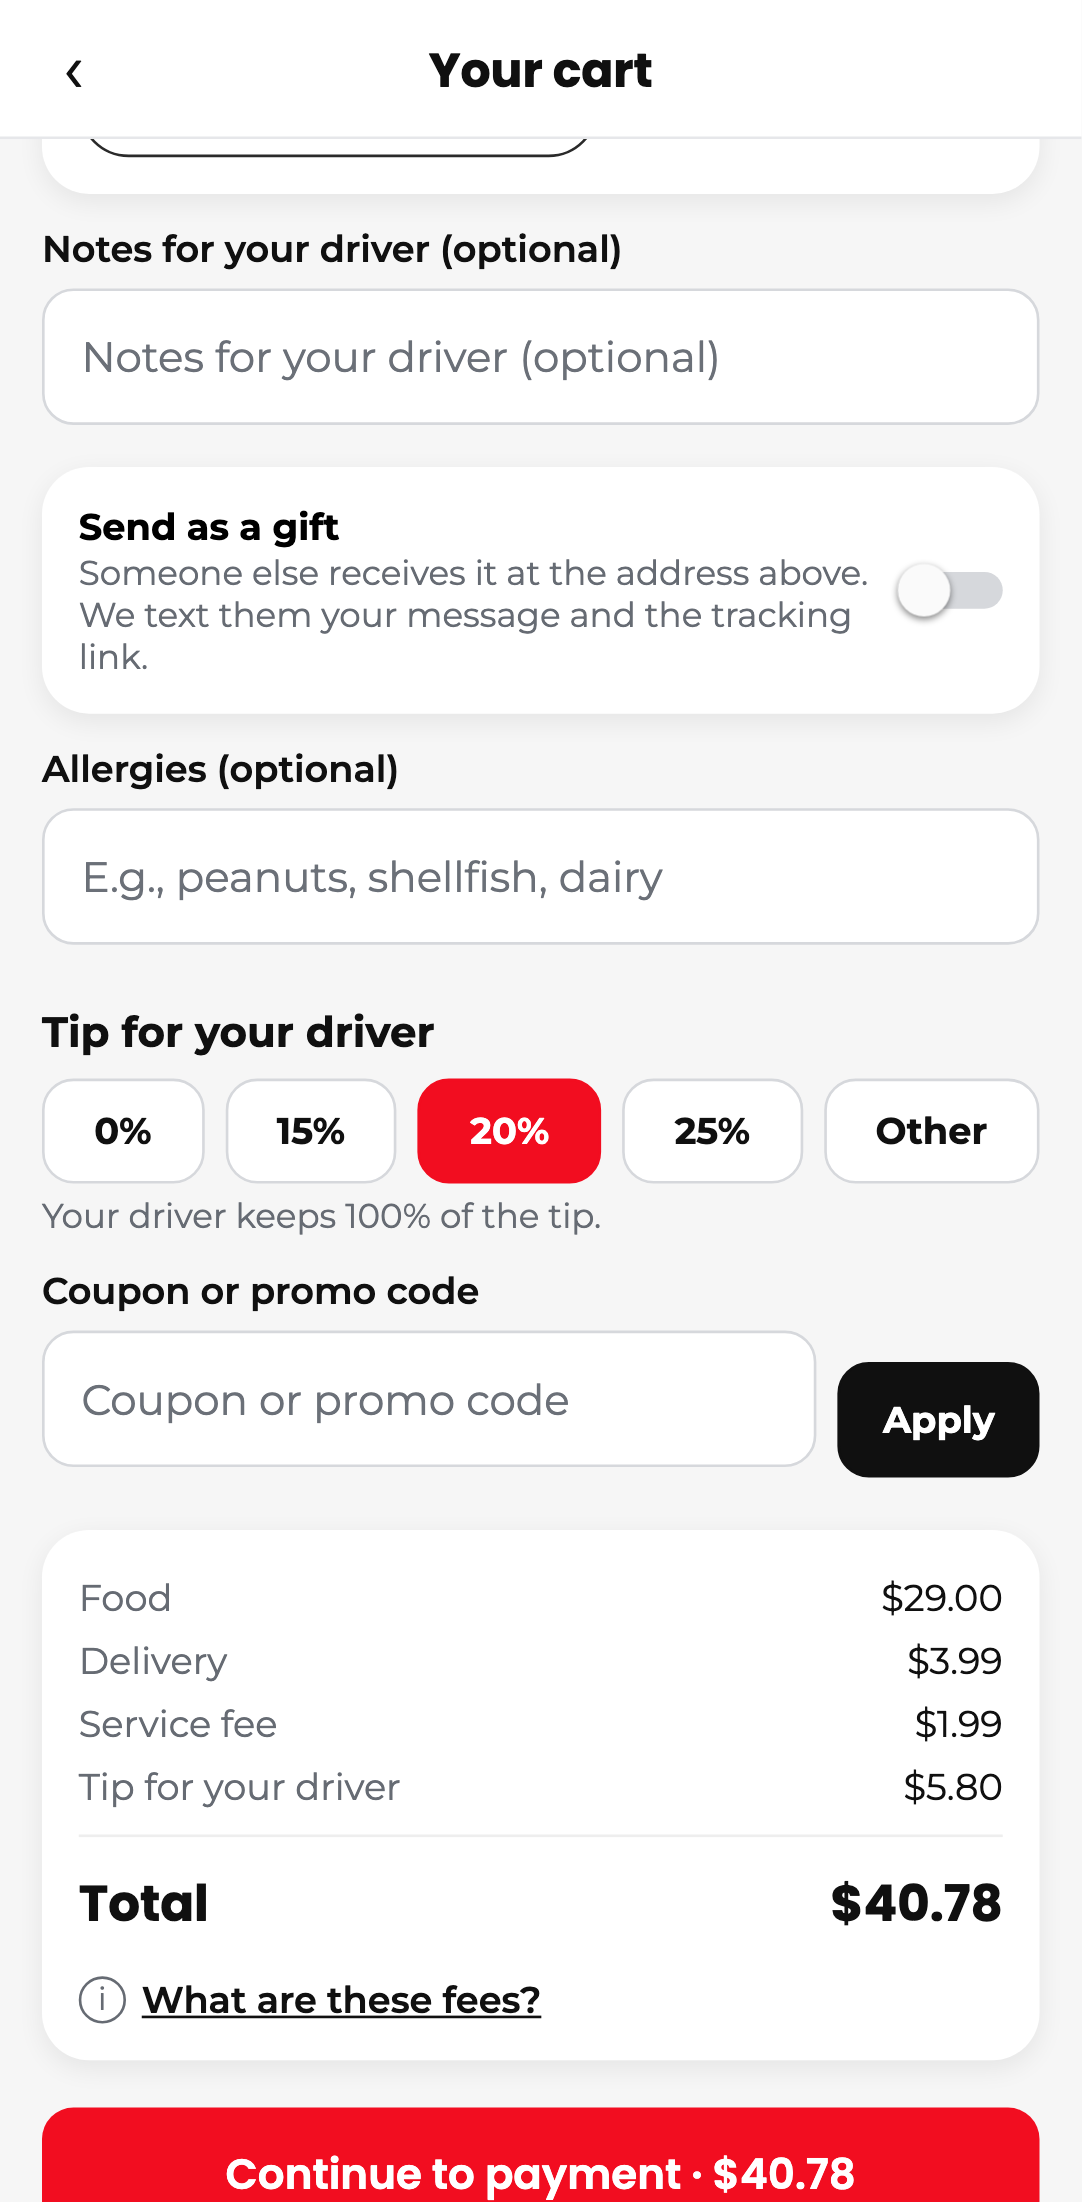 Your cart
Notes for your driver (optional)
Notes for your driver (optional)
Send as a gift
Someone else receives it at the address above.
We text them your message and the tracking
link.
Allergies (optional)
E.g., peanuts, shellfish, dairy
Tip for your driver
0% 15% 20% 25% Other
Your driver keeps 100% of the tip.
Coupon or promo code
Coupon or promo code
Apply
Food $29.00
Delivery $3.99
Service fee $1.99
Tip for your driver $5.80
Total $40.78
What are these fees?
Continue to payment · $40.78